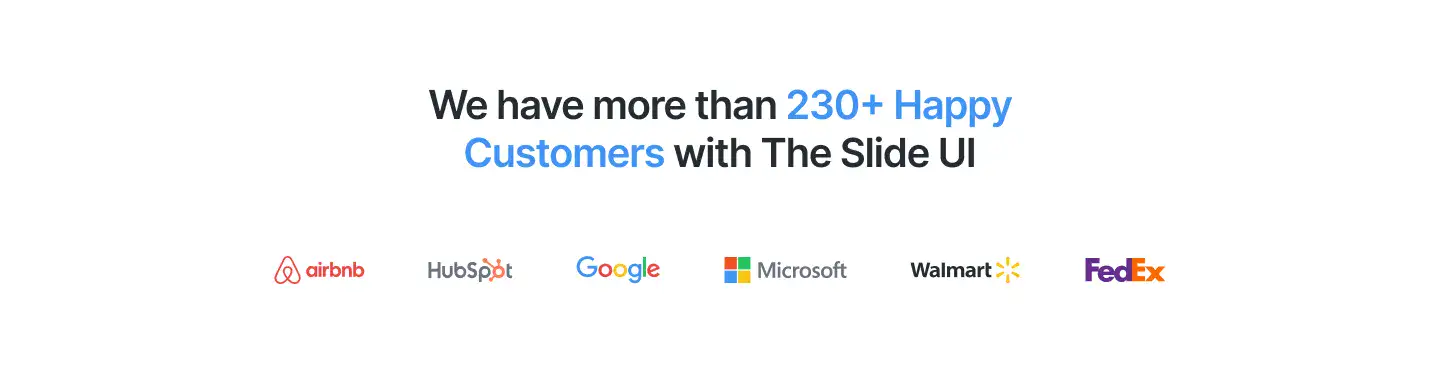 We have more than 230+ Happy
Customers with The Slide UI
airbnb HubSpot Google Microsoft Walmart FedEx